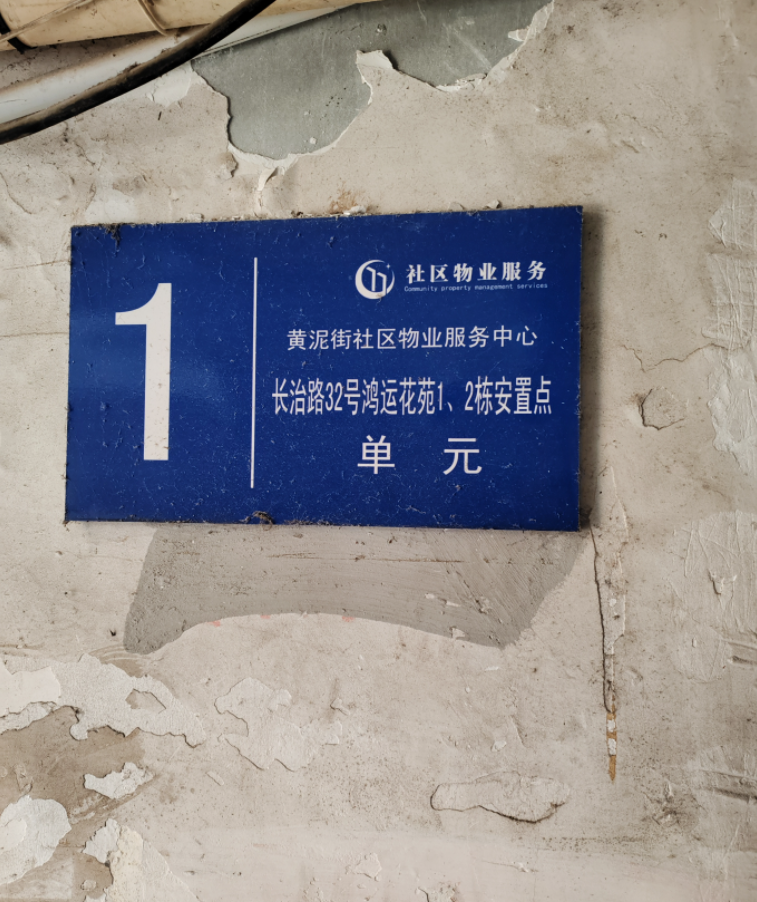 1
社区物业服务
Community property management services
黄泥街社区物业服务中心
长治路32号鸿运花苑1、2栋安置点
单 元